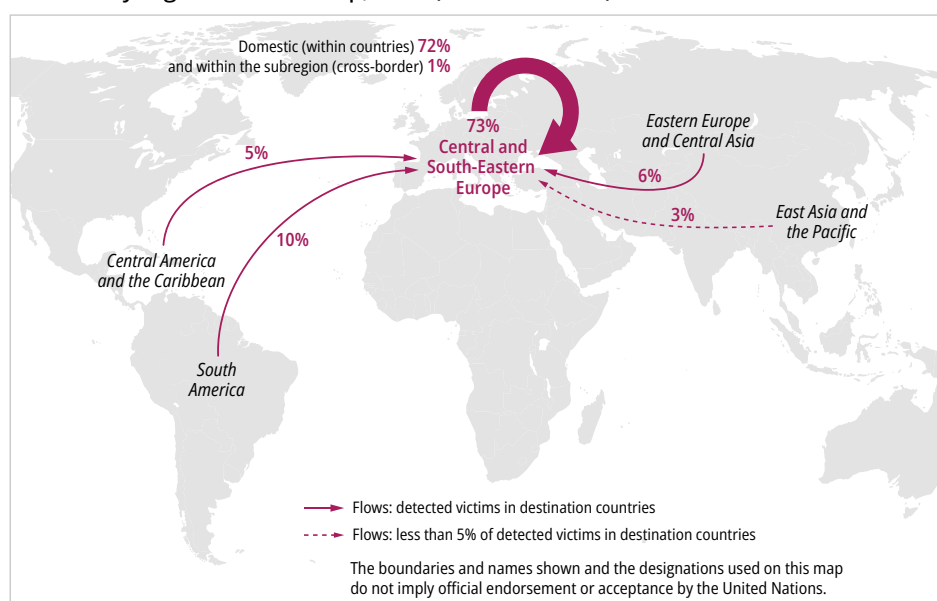 Domestic (within countries) 72%
and within the subregion (cross-border) 1%
73%
Central and
South-Eastern
Europe
Eastern Europe
and Central Asia
5%
6%
3%
East Asia and
the Pacific
10%
Central America
and the Caribbean
South
America
Flows: detected victims in destination countries
Flows: less than 5% of detected victims in destination countries
The boundaries and names shown and the designations used on this map
do not imply official endorsement or acceptance by the United Nations.